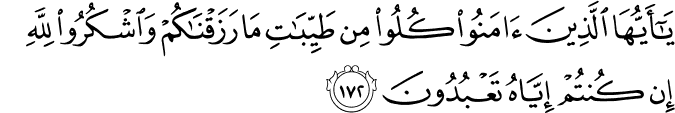 يَٰٓأَيُّهَا ٱلَّذِينَ ءَامَنُوا۟ كُلُوا۟ مِن طَيِّبَٰتِ مَا رَزَقْنَٰكُمْ وَٱشْكُرُوا۟ لِلَّهِ
إِن كُنتُمْ إِيَّاهُ تَعْبُدُونَ ١٧٢